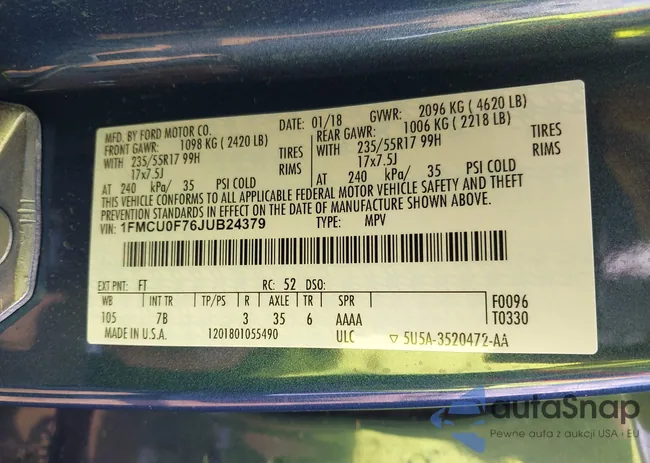 MFD. BY FORD MOTOR CO.
DATE: 01/18 GVWR: 2096 KG ( 4620 LB)
FRONT GAWR: 1098 KG ( 2420 LB)
REAR GAWR: 1006 KG ( 2218 LB)
WITH 235/55R17 99H TIRES
WITH 235/55R17 99H TIRES
17x7.5J RIMS
17x7.5J RIMS
AT 240 kPa/ 35 PSI COLD
AT 240 kPa/ 35 PSI COLD
THIS VEHICLE CONFORMS TO ALL APPLICABLE FEDERAL MOTOR VEHICLE SAFETY AND THEFT
PREVENTION STANDARDS IN EFFECT ON THE DATE OF MANUFACTURE SHOWN ABOVE.
VIN: 1FMCU0F76JUB24379 TYPE: MPV
EXT PNT: FT RC: 52 DSO:
WB INT TR TP/PS R AXLE TR SPR F0096
105 7B 3 35 6 AAAA T0330
MADE IN U.S.A. 1201801055490 ULC ▽ 5U5A-3520472-AA
autoSnap
Pewne auta z aukcji USA i EU